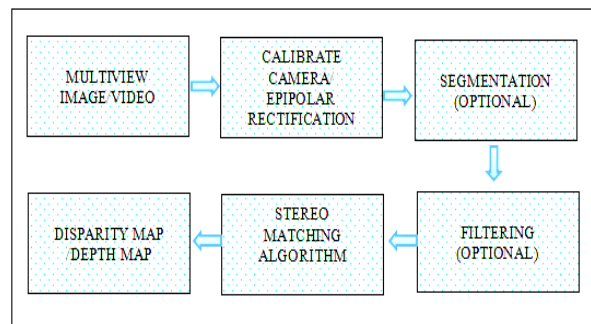 MULTIVIEW
IMAGE/VIDEO
CALIBRATE
CAMERA
EPIPOLAR
RECTIFICATION
SEGMENTATION
(OPTIONAL)
FILTERING
(OPTIONAL)
STEREO
MATCHING
ALGORITHM
DISPARITY MAP
/DEPTH MAP